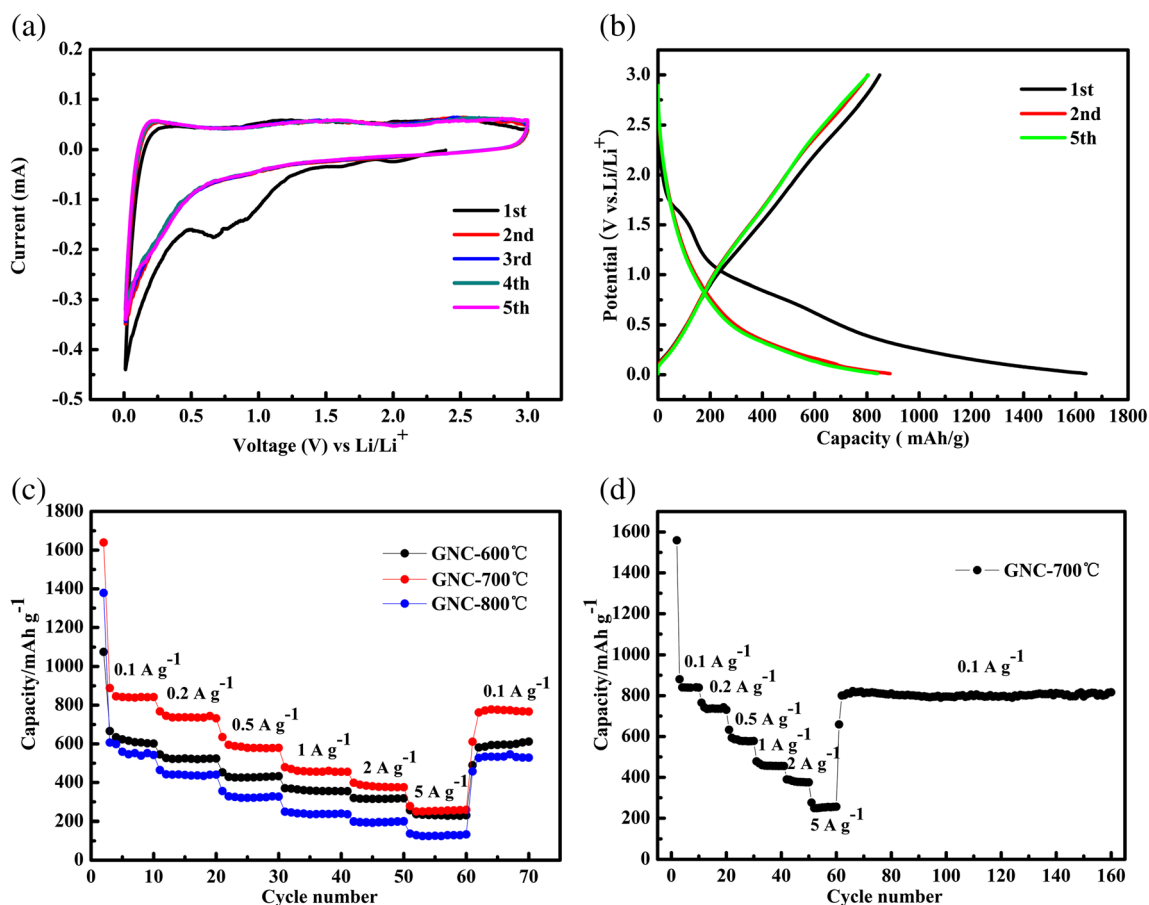 (a)
0.2
0.1
0.0
-0.1
-0.2
-0.3
-0.4
-0.5
Current (mA)
1st
2nd
3rd
4th
5th
0.0 0.5 1.0 1.5 2.0 2.5 3.0
Voltage (V) vs Li/Li+
(b)
3.0
2.5
2.0
1.5
1.0
0.5
0.0
Potential (V vs.Li/Li+)
1st
2nd
5th
0 200 400 600 800 1000 1200 1400 1600 1800
Capacity ( mAh/g)
(c)
1800
1600
1400
1200
1000
800
600
400
200
0
Capacity/mAh g-1
GNC-600℃
GNC-700℃
GNC-800℃
0.1 A g-1
0.2 A g-1
0.5 A g-1
1 A g-1
2 A g-1
5 A g-1
0.1 A g-1
0 10 20 30 40 50 60 70
Cycle number
(d)
1600
1400
1200
1000
800
600
400
200
0
Capacity/mAh g-1
GNC-700℃
0.1 A g-1
0.2 A g-1
0.5 A g-1
1 A g-1
2 A g-1
5 A g-1
0.1 A g-1
0 20 40 60 80 100 120 140 160
Cycle number